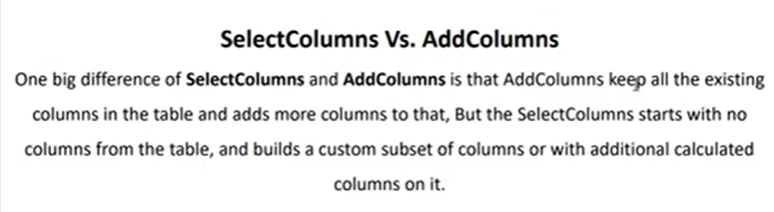 SelectColumns Vs. AddColumns
One big difference of SelectColumns and AddColumns is that AddColumns keep all the existing
columns in the table and adds more columns to that, But the SelectColumns starts with no
columns from the table, and builds a custom subset of columns or with additional calculated
columns on it.